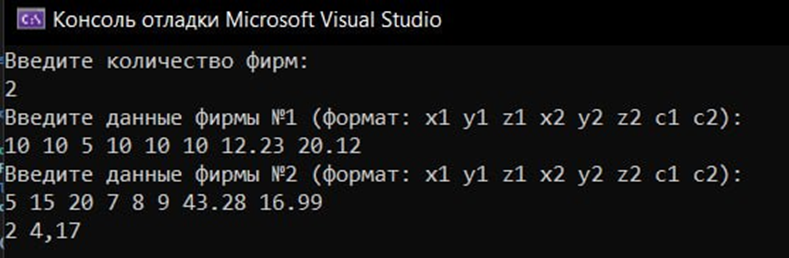 Консоль отладки Microsoft Visual Studio
Введите количество фирм:
2
Введите данные фирмы №1 (формат: x1 y1 z1 x2 y2 z2 c1 c2):
10 10 5 10 10 10 12.23 20.12
Введите данные фирмы №2 (формат: x1 y1 z1 x2 y2 z2 c1 c2):
5 15 20 7 8 9 43.28 16.99
2 4,17